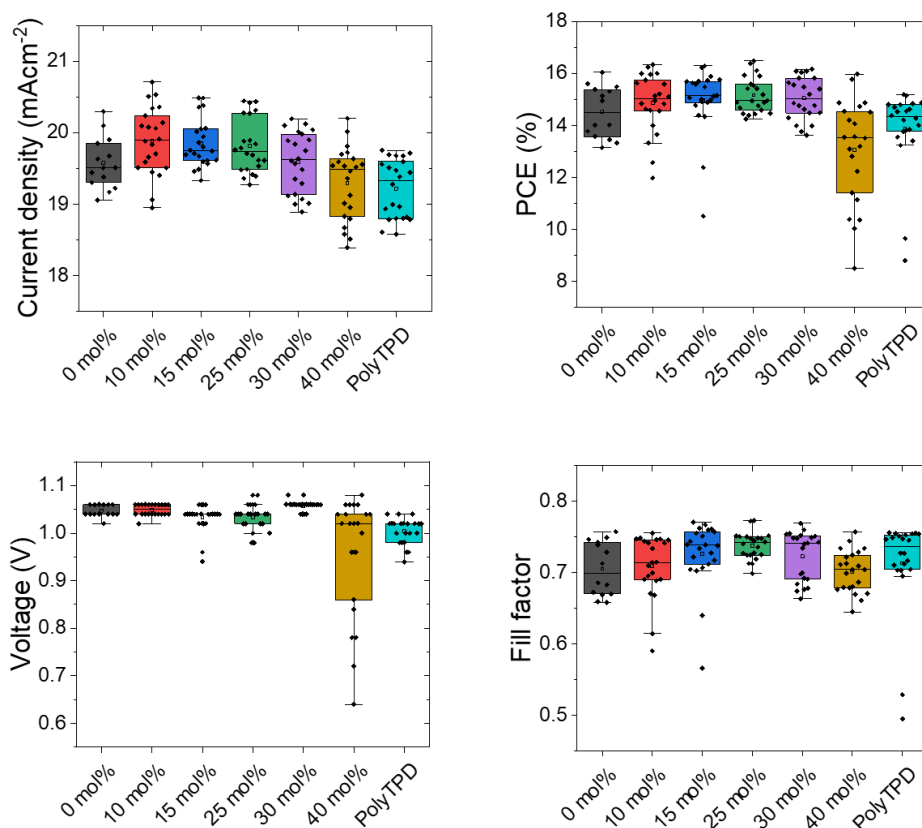 Current density (mAcm⁻²)
21
20
19
18
0 mol%
10 mol%
15 mol%
25 mol%
30 mol%
40 mol%
PolyTPD
PCE (%)
18
16
14
12
10
8
0 mol%
10 mol%
15 mol%
25 mol%
30 mol%
40 mol%
PolyTPD
Voltage (V)
1.1
1.0
0.9
0.8
0.7
0.6
0 mol%
10 mol%
15 mol%
25 mol%
30 mol%
40 mol%
PolyTPD
Fill factor
0.8
0.7
0.6
0.5
0 mol%
10 mol%
15 mol%
25 mol%
30 mol%
40 mol%
PolyTPD